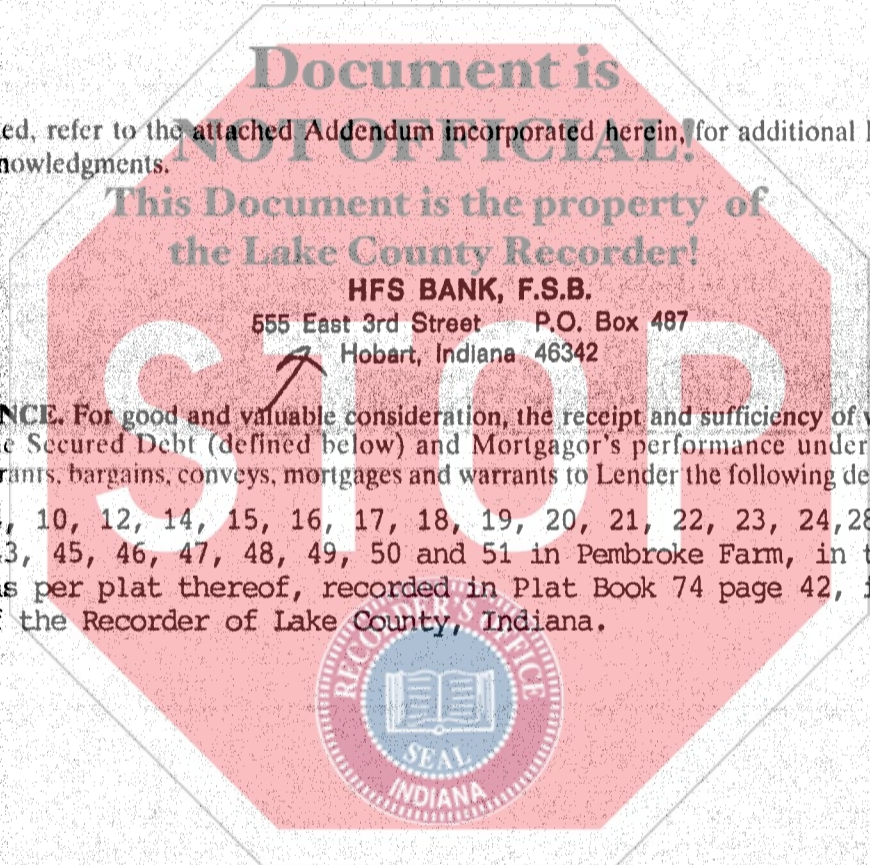 Document is
ed, refer to the attached Addendum incorporated herein, for additional
NOT OFFICIAL!
nowledgments.
This Document is the property of
the Lake County Recorder!
HFS BANK, F.S.B.
555 East 3rd Street P.O. Box 487
Hobart, Indiana 46342
STOP
NCE. For good and valuable consideration, the receipt and sufficiency of
e Secured Debt (defined below) and Mortgagor's performance under
rants, bargains, conveys, mortgages and warrants to Lender the following de
, 10, 12, 14, 15, 16, 17, 18, 19, 20, 21, 22, 23, 24,28
3, 45, 46, 47, 48, 49, 50 and 51 in Pembroke Farm, in t
s per plat thereof, recorded in Plat Book 74 page 42, i
f the Recorder of Lake County, Indiana.
RECORDER'S OFFICE
SEAL
INDIANA